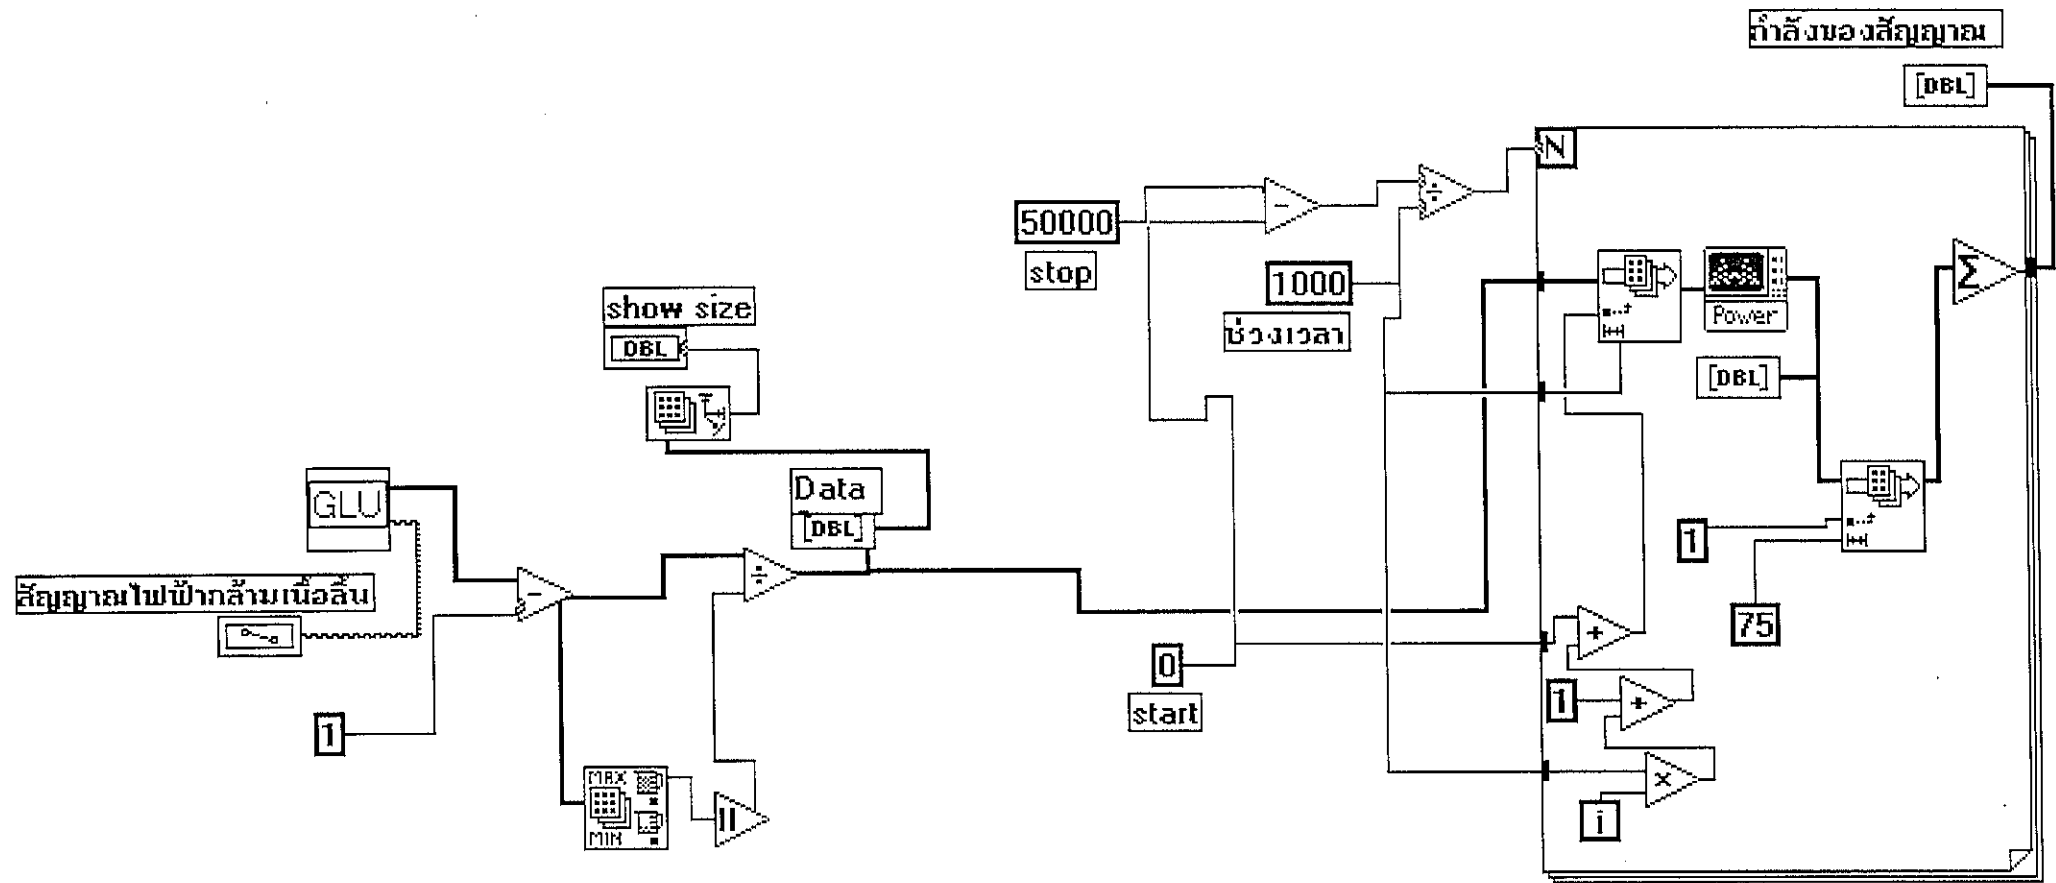 กำลังของสัญญาณ
[DBL]
N
÷
-
50000
stop
1000
ช่วงเวลา
Σ
Power
show size
DBL
[DBL]
GLU
Data
[DBL]
÷
1
สัญญาณไฟฟ้ากล้ามเนื้อลิ้น
-
75
+
0
start
1
+
1
×
i
MAX
MIN